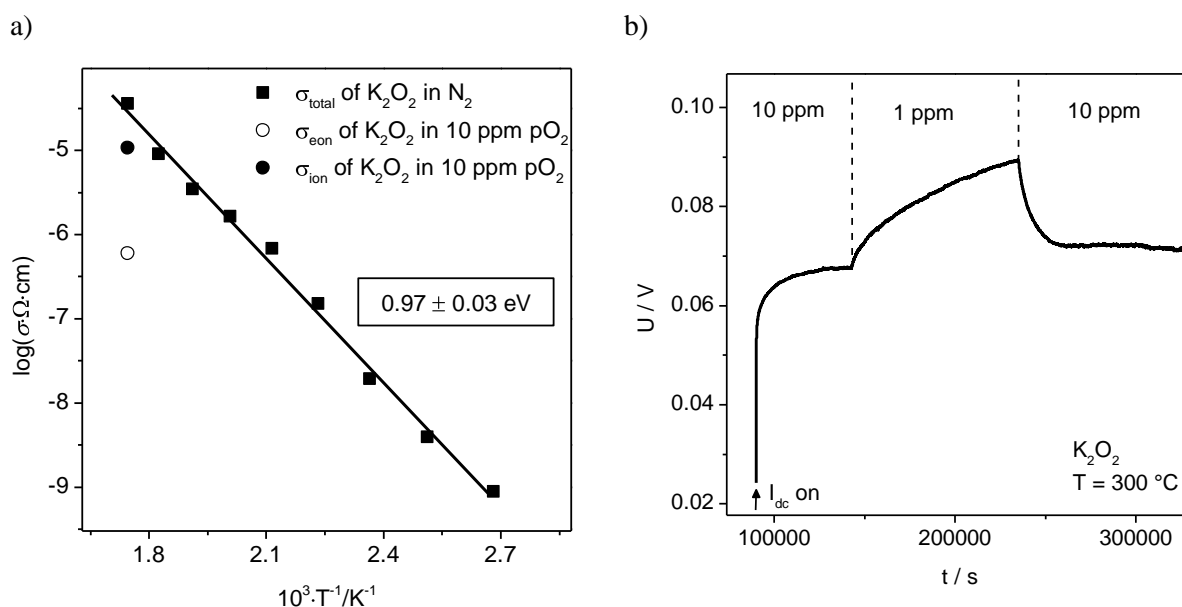 a)
σtotal of K2O2 in N2
σeon of K2O2 in 10 ppm pO2
σion of K2O2 in 10 ppm pO2
0.97 ± 0.03 eV
log(σ·Ω·cm)
-5
-6
-7
-8
-9
1.8
2.1
2.4
2.7
10³·T⁻¹/K⁻¹
b)
10 ppm
1 ppm
10 ppm
U / V
0.10
0.08
0.06
0.04
0.02
Idc on
K2O2
T = 300 °C
100000
200000
300000
t / s